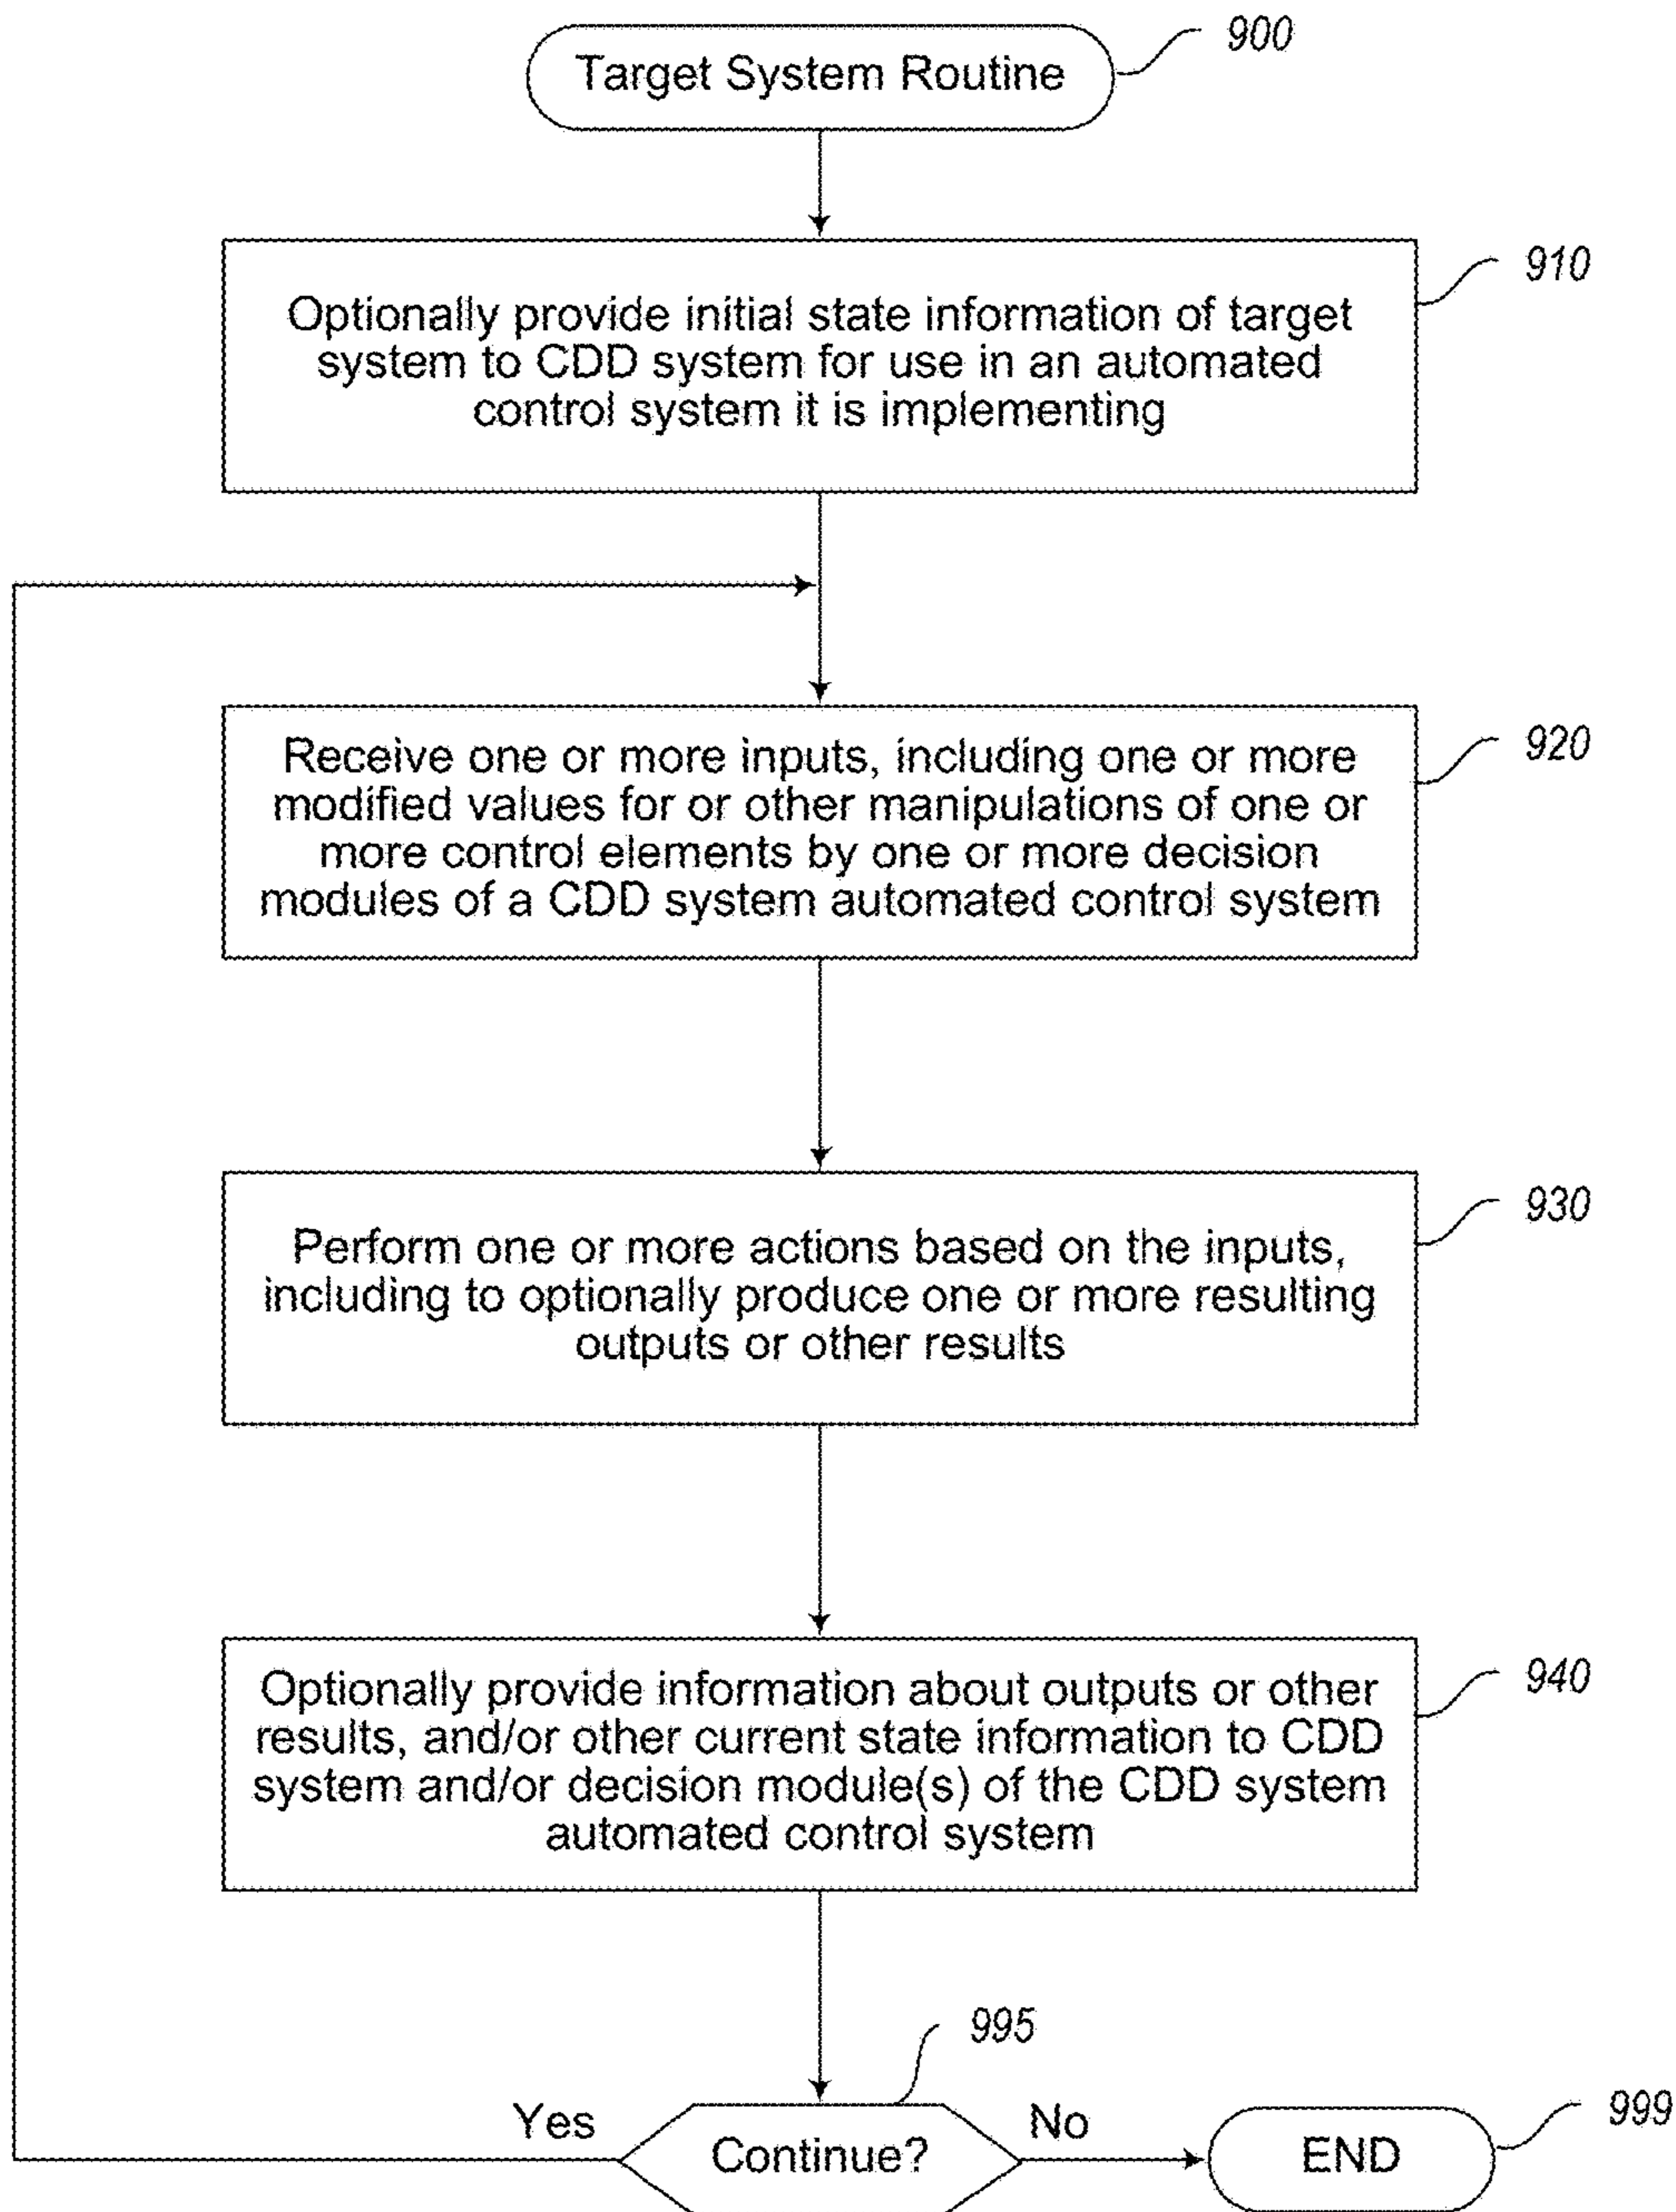 Target System Routine
900
910
Optionally provide initial state information of target
system to CDD system for use in an automated
control system it is implementing
920
Receive one or more inputs, including one or more
modified values for or other manipulations of one or
more control elements by one or more decision
modules of a CDD system automated control system
930
Perform one or more actions based on the inputs,
including to optionally produce one or more resulting
outputs or other results
940
Optionally provide information about outputs or other
results, and/or other current state information to CDD
system and/or decision module(s) of the CDD system
automated control system
995
Yes
Continue?
No
END
999